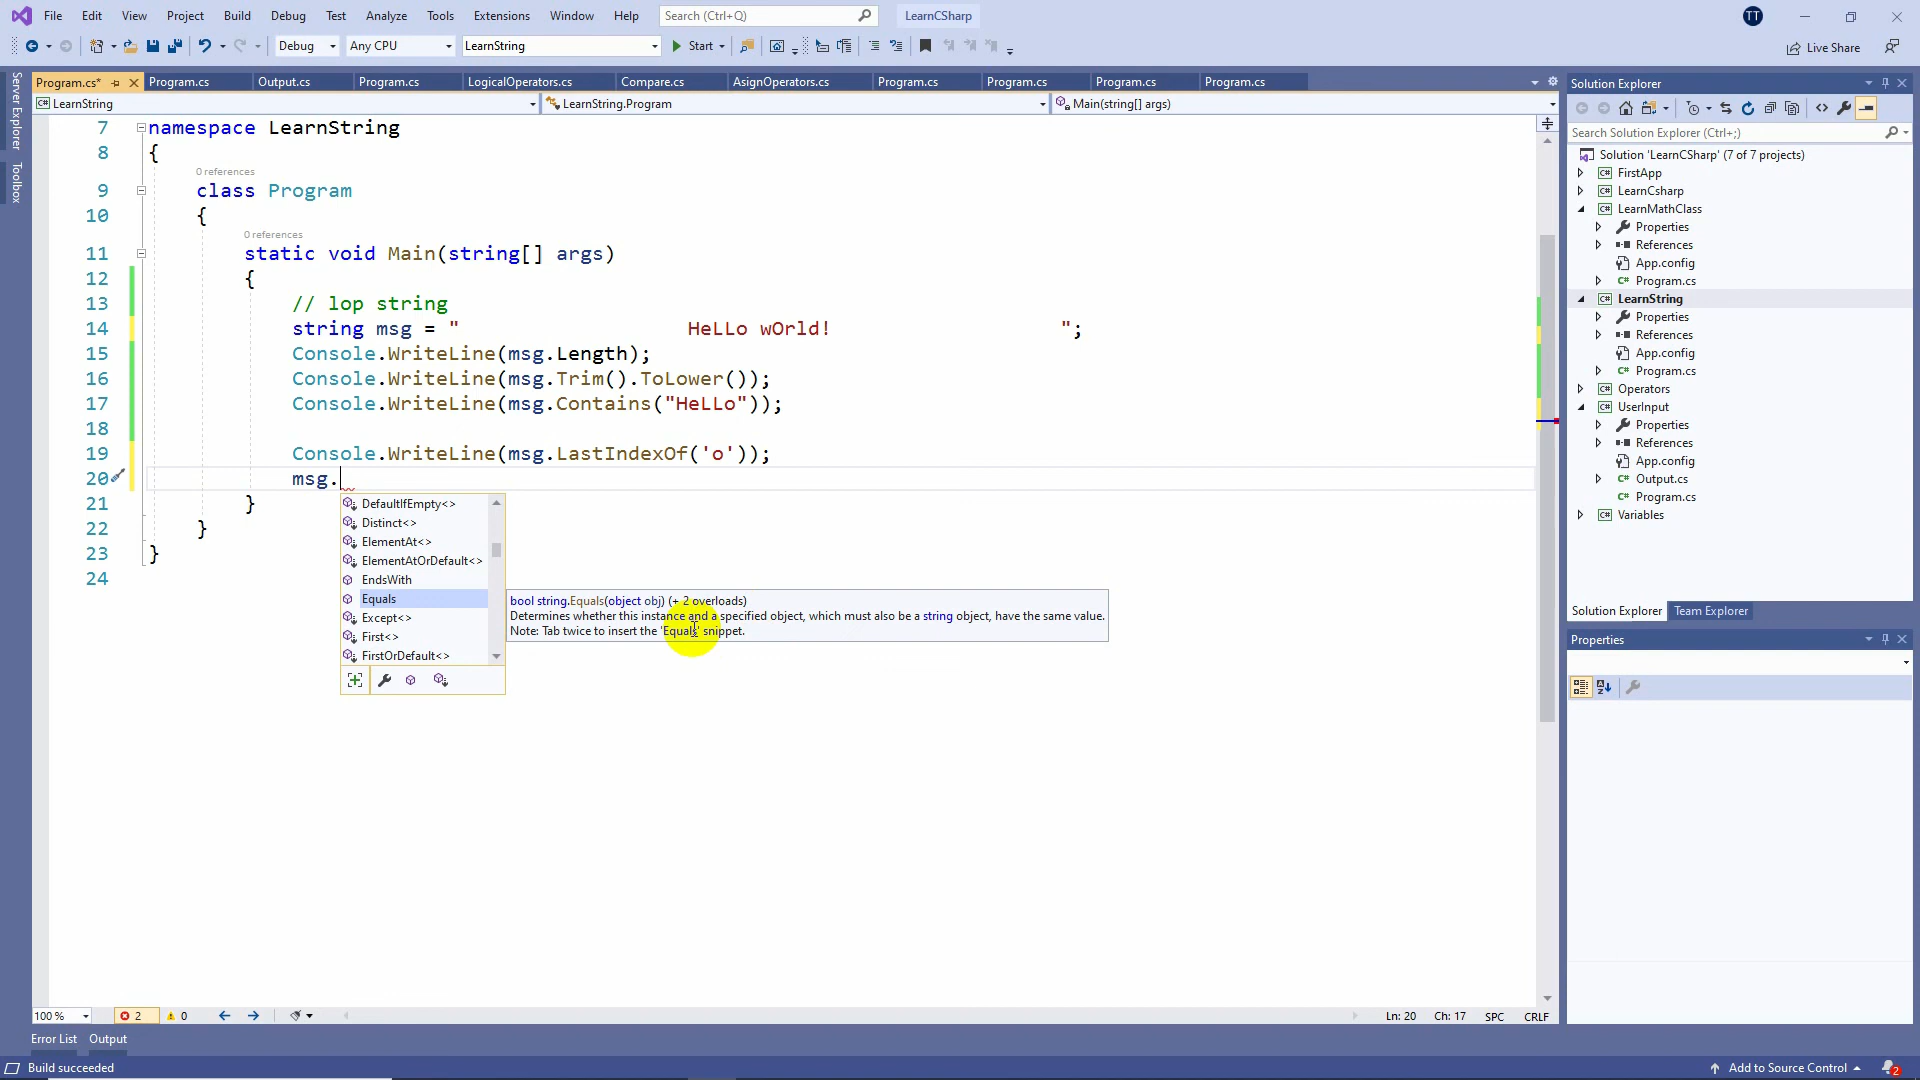 File Edit View Project Build Debug Test Analyze Tools Extensions Window Help Search (Ctrl+Q) LearnCSharp TT
Debug Any CPU LearnString Start Live Share
Server Explorer
Toolbox
Program.cs* Program.cs Output.cs Program.cs LogicalOperators.cs Compare.cs AsignOperators.cs Program.cs Program.cs Program.cs Program.cs
LearnString LearnString.Program Main(string[] args)
7 namespace LearnString
8 {
0 references
9 class Program
10 {
0 references
11 static void Main(string[] args)
12 {
13 // lop string
14 string msg = " HeLLo wOrld! ";
15 Console.WriteLine(msg.Length);
16 Console.WriteLine(msg.Trim().ToLower());
17 Console.WriteLine(msg.Contains("HeLLo"));
18
19 Console.WriteLine(msg.LastIndexOf('o'));
20 msg.
21 }
22 }
23 }
24
DefaultIfEmpty<>
Distinct<>
ElementAt<>
ElementAtOrDefault<>
EndsWith
Equals
Except<>
First<>
FirstOrDefault<>
bool string.Equals(object obj) (+ 2 overloads)
Determines whether this instance and a specified object, which must also be a string object, have the same value.
Note: Tab twice to insert the 'Equals' snippet.
Solution Explorer
Search Solution Explorer (Ctrl+;)
Solution 'LearnCSharp' (7 of 7 projects)
FirstApp
LearnCsharp
LearnMathClass
Properties
References
App.config
Program.cs
LearnString
Properties
References
App.config
Program.cs
Operators
UserInput
Properties
References
App.config
Output.cs
Program.cs
Variables
Solution Explorer Team Explorer
Properties
100 % 2 0 Ln: 20 Ch: 17 SPC CRLF
Error List Output
Build succeeded Add to Source Control 2